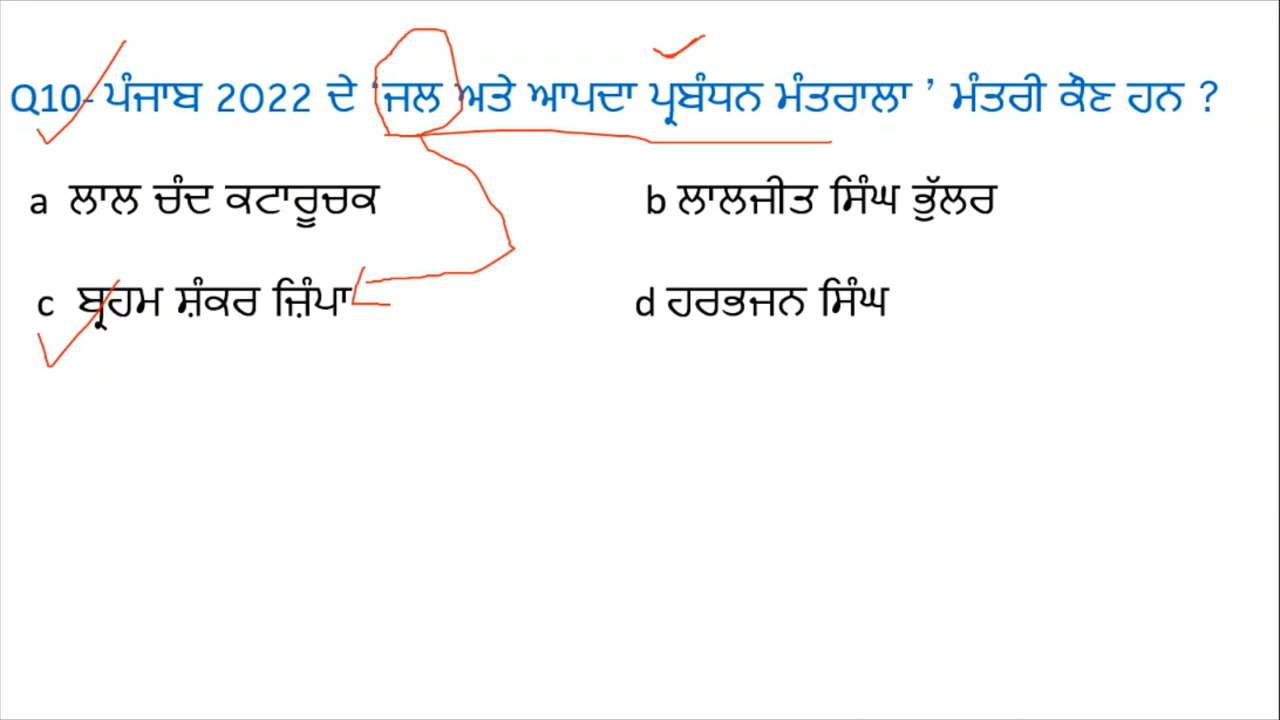 Q10- ਪੰਜਾਬ 2022 ਦੇ 'ਜਲ ਅਤੇ ਆਪਦਾ ਪ੍ਰਬੰਧਨ ਮੰਤਰਾਲਾ ’ ਮੰਤਰੀ ਕੌਣ ਹਨ ?
a ਲਾਲ ਚੰਦ ਕਟਾਰੂਚਕ b ਲਾਲਜੀਤ ਸਿੰਘ ਭੁੱਲਰ
c ਬ੍ਰਹਮ ਸ਼ੰਕਰ ਜ਼ਿੰਪਾ d ਹਰਭਜਨ ਸਿੰਘ